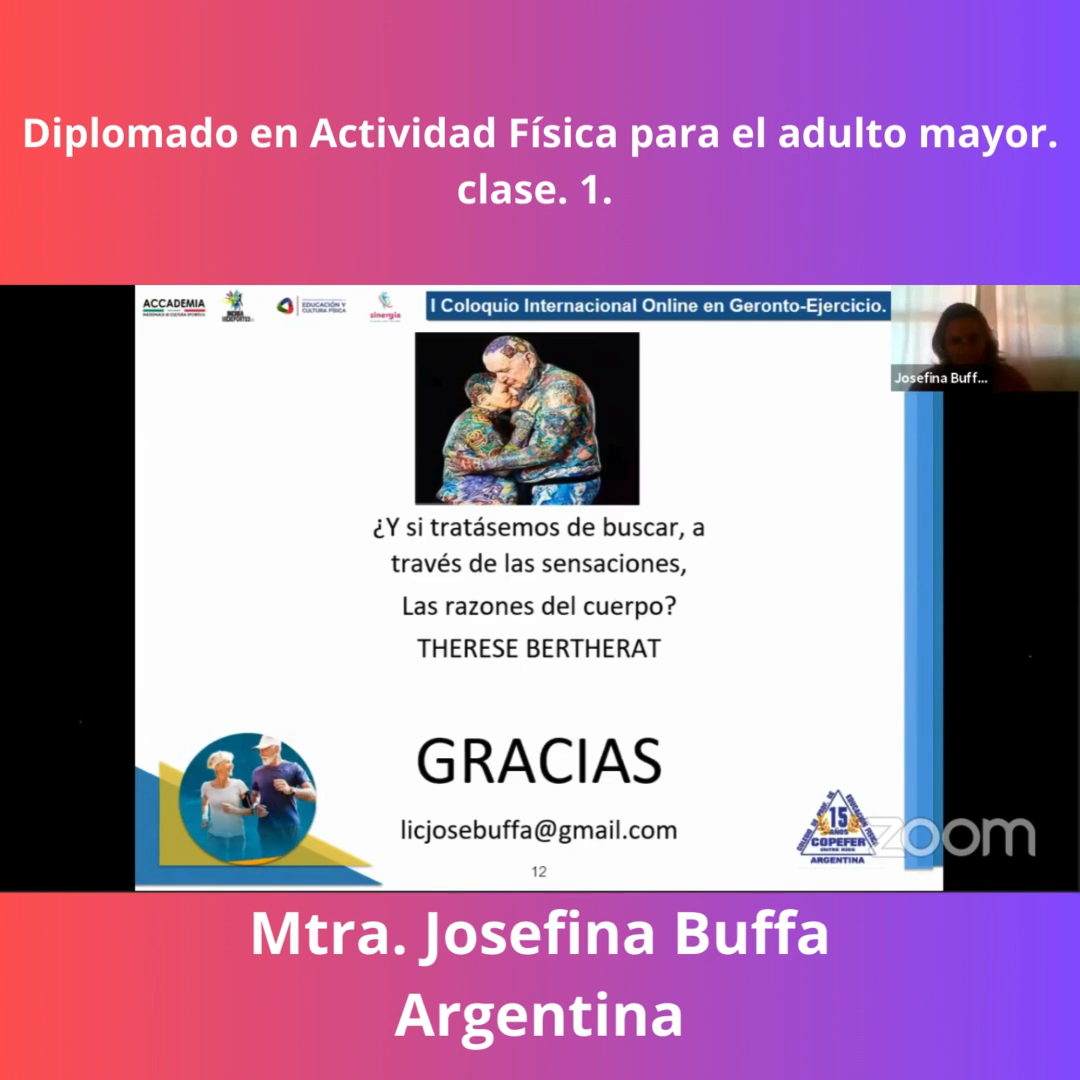 Diplomado en Actividad Física para el adulto mayor.
clase. 1.
ACCADEMIA
EDUCACIÓN Y
CULTURA FÍSICA
sinergia
I Coloquio Internacional Online en Geronto-Ejercicio.
Josefina Buff...
¿Y si tratásemos de buscar, a
través de las sensaciones,
Las razones del cuerpo?
THERESE BERTHERAT
GRACIAS
licjosebuffa@gmail.com
12
15
AÑOS
COPEFER
ENTRE RIOS
ARGENTINA
zoom
Mtra. Josefina Buffa
Argentina